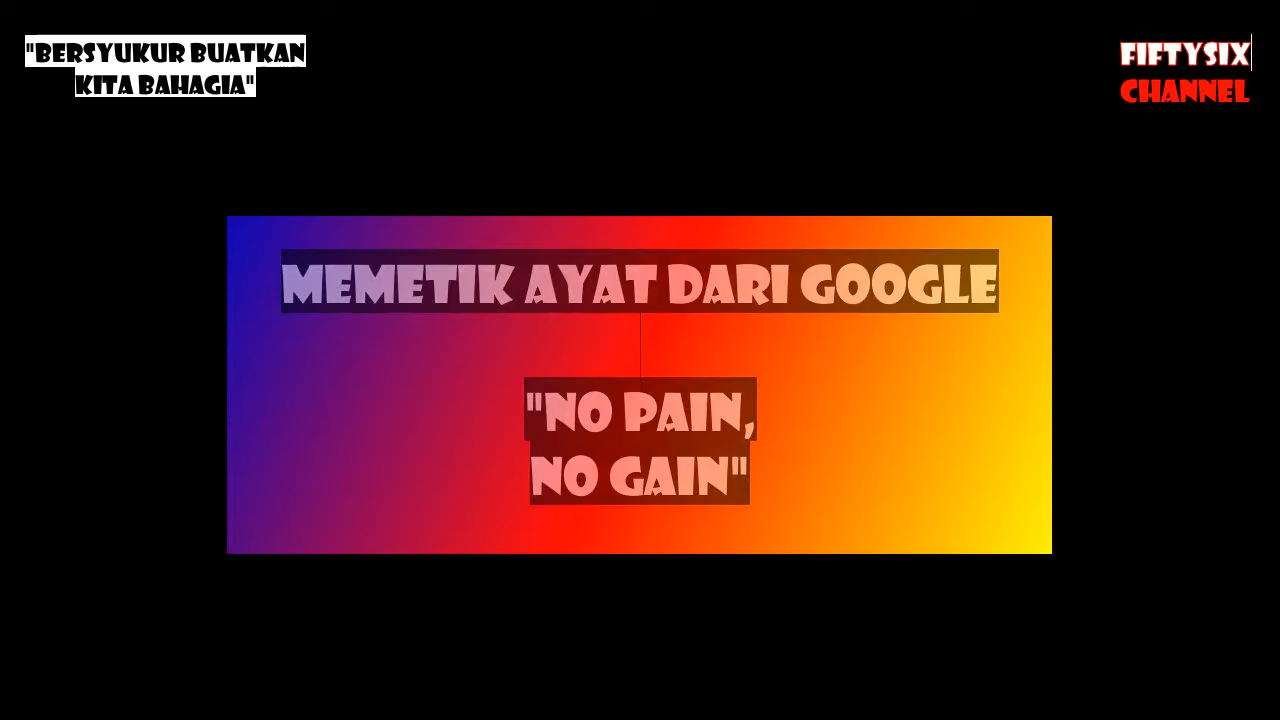 "BERSYUKUR BUATKAN
KITA BAHAGIA"
FIFTYSIX
CHANNEL
MEMETIK AYAT DARI GOOGLE
"NO PAIN,
NO GAIN"